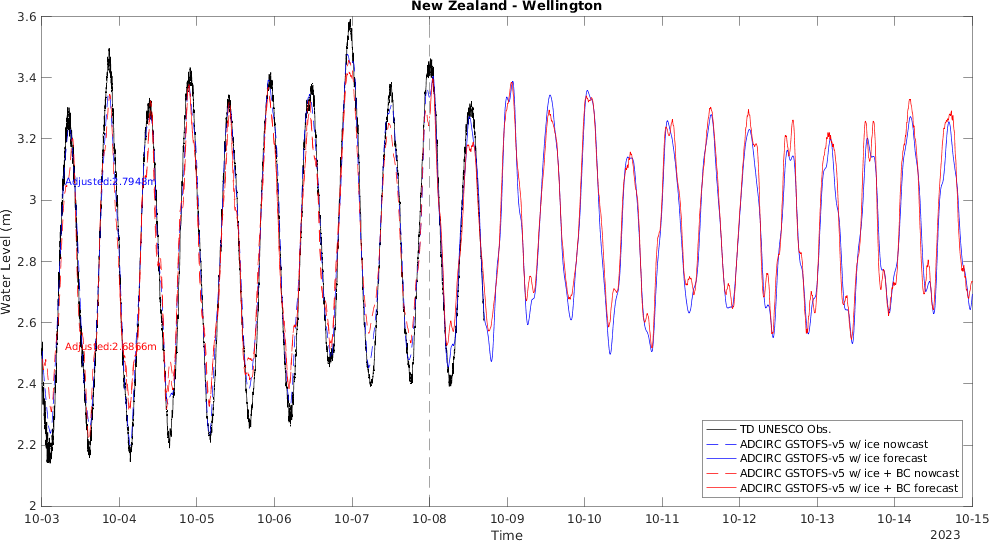 New Zealand - Wellington
Water Level (m)
3.6
3.4
3.2
3
2.8
2.6
2.4
2.2
2
Adjusted:2.7948m
Adjusted:2.6866m
TD UNESCO Obs.
ADCIRC GSTOFS-v5 w/ ice nowcast
ADCIRC GSTOFS-v5 w/ ice forecast
ADCIRC GSTOFS-v5 w/ ice + BC nowcast
ADCIRC GSTOFS-v5 w/ ice + BC forecast
10-03 10-04 10-05 10-06 10-07 10-08 10-09 10-10 10-11 10-12 10-13 10-14 10-15
Time
2023